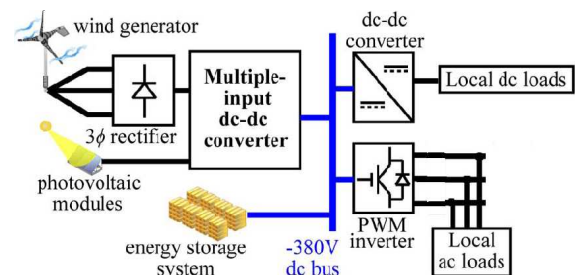 wind generator
dc-dc
converter
Multiple-
input
dc-dc
converter
Local dc loads
3ϕ rectifier
photovoltaic
modules
PWM
inverter
energy storage
system
-380V
dc bus
Local
ac loads